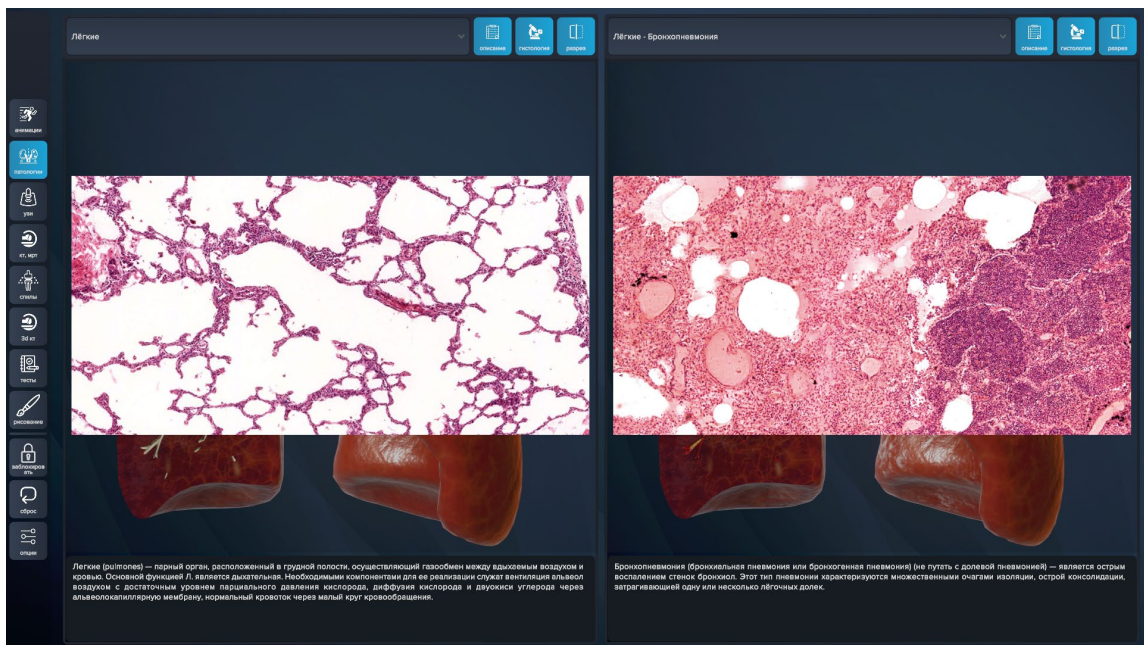 Лёгкие
описание
гистология
разрез
Лёгкие - Бронхопневмония
описание
гистология
разрез
анимации
патологии
узи
кт, мрт
спилы
3d кт
тесты
рисование
заблокиров
ать
сброс
опции
Легкие (pulmones) — парный орган, расположенный в грудной полости, осуществляющий газообмен между вдыхаемым воздухом и
кровью. Основной функцией Л. является дыхательная. Необходимыми компонентами для ее реализации служат вентиляция альвеол
воздухом с достаточным уровнем парциального давления кислорода, диффузия кислорода и двуокиси углерода через
альвеолокапиллярную мембрану, нормальный кровоток через малый круг кровообращения.
Бронхопневмония (бронхиальная пневмония или бронхогенная пневмония) (не путать с долевой пневмонией) — является острым
воспалением стенок бронхиол. Этот тип пневмонии характеризуются множественными очагами изоляции, острой консолидации,
затрагивающей одну или несколько лёгочных долек.